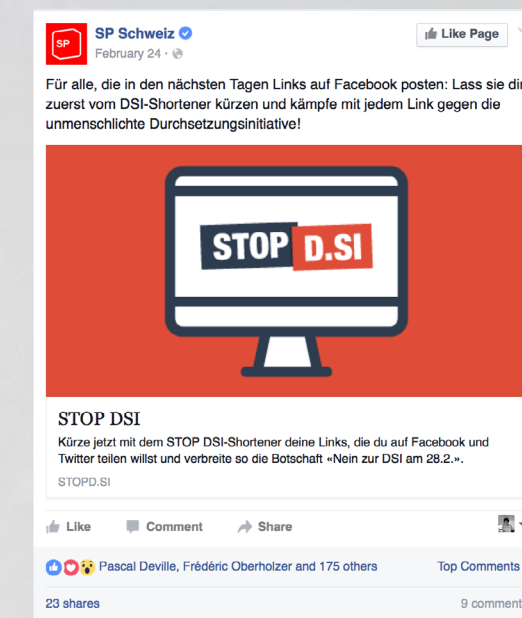 SP
SP Schweiz
Like Page
February 24 ·
Für alle, die in den nächsten Tagen Links auf Facebook posten: Lass sie
zuerst vom DSI-Shortener kürzen und kämpfe mit jedem Link gegen die
unmenschlichte Durchsetzungsinitiative!
STOP D.SI
STOP DSI
Kürze jetzt mit dem STOP DSI-Shortener deine Links, die du auf Facebook und
Twitter teilen willst und verbreite so die Botschaft «Nein zur DSI am 28.2.».
STOPD.SI
Like Comment Share
Pascal Deville, Frédéric Oberholzer and 175 others
Top Comments
23 shares
9 comment